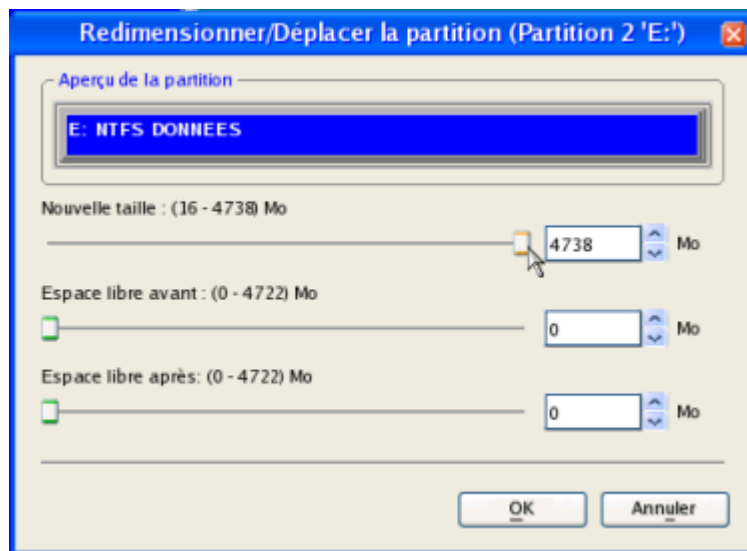 Redimensionner/Déplacer la partition (Partition 2 'E:')
Aperçu de la partition
E: NTFS DONNEES
Nouvelle taille : (16 - 4738) Mo
4738 Mo
Espace libre avant : (0 - 4722) Mo
0 Mo
Espace libre après: (0 - 4722) Mo
0 Mo
OK Annuler